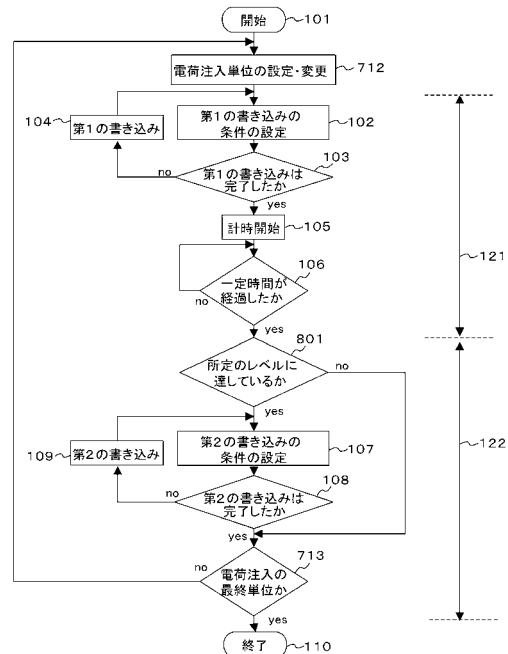 開始
101
電荷注入単位の設定・変更
712
104
第1の書き込み
第1の書き込みの
条件の設定
102
103
第1の書き込みは
完了したか
no
yes
計時開始
105
106
一定時間が
経過したか
no
yes
121
801
所定のレベルに
達しているか
no
yes
109
第2の書き込み
第2の書き込みの
条件の設定
107
108
第2の書き込みは
完了したか
no
yes
122
713
電荷注入の
最終単位か
no
yes
終了
110